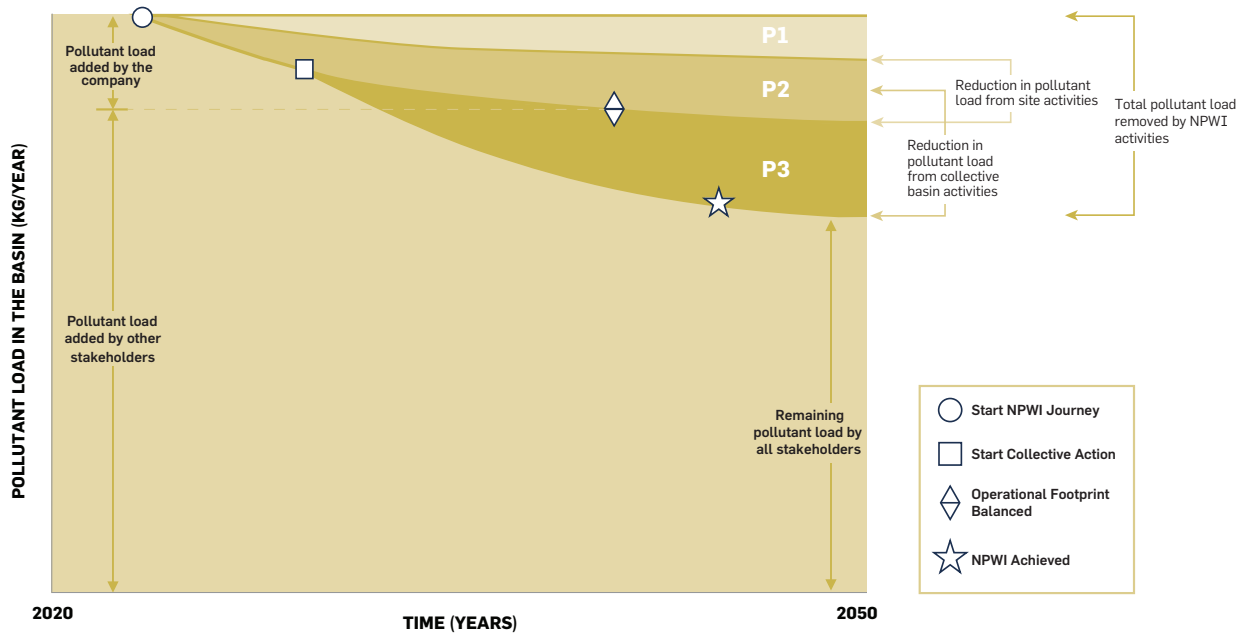 Pollutant load
added by the
company
P1
P2
P3
Reduction in pollutant
load from site activities
Total pollutant load
removed by NPWI
activities
Reduction in
pollutant load
from collective
basin activities
POLLUTANT LOAD IN THE BASIN (KG/YEAR)
Pollutant load
added by other
stakeholders
Remaining
pollutant load by
all stakeholders
Start NPWI Journey
Start Collective Action
Operational Footprint
Balanced
NPWI Achieved
2020
TIME (YEARS)
2050